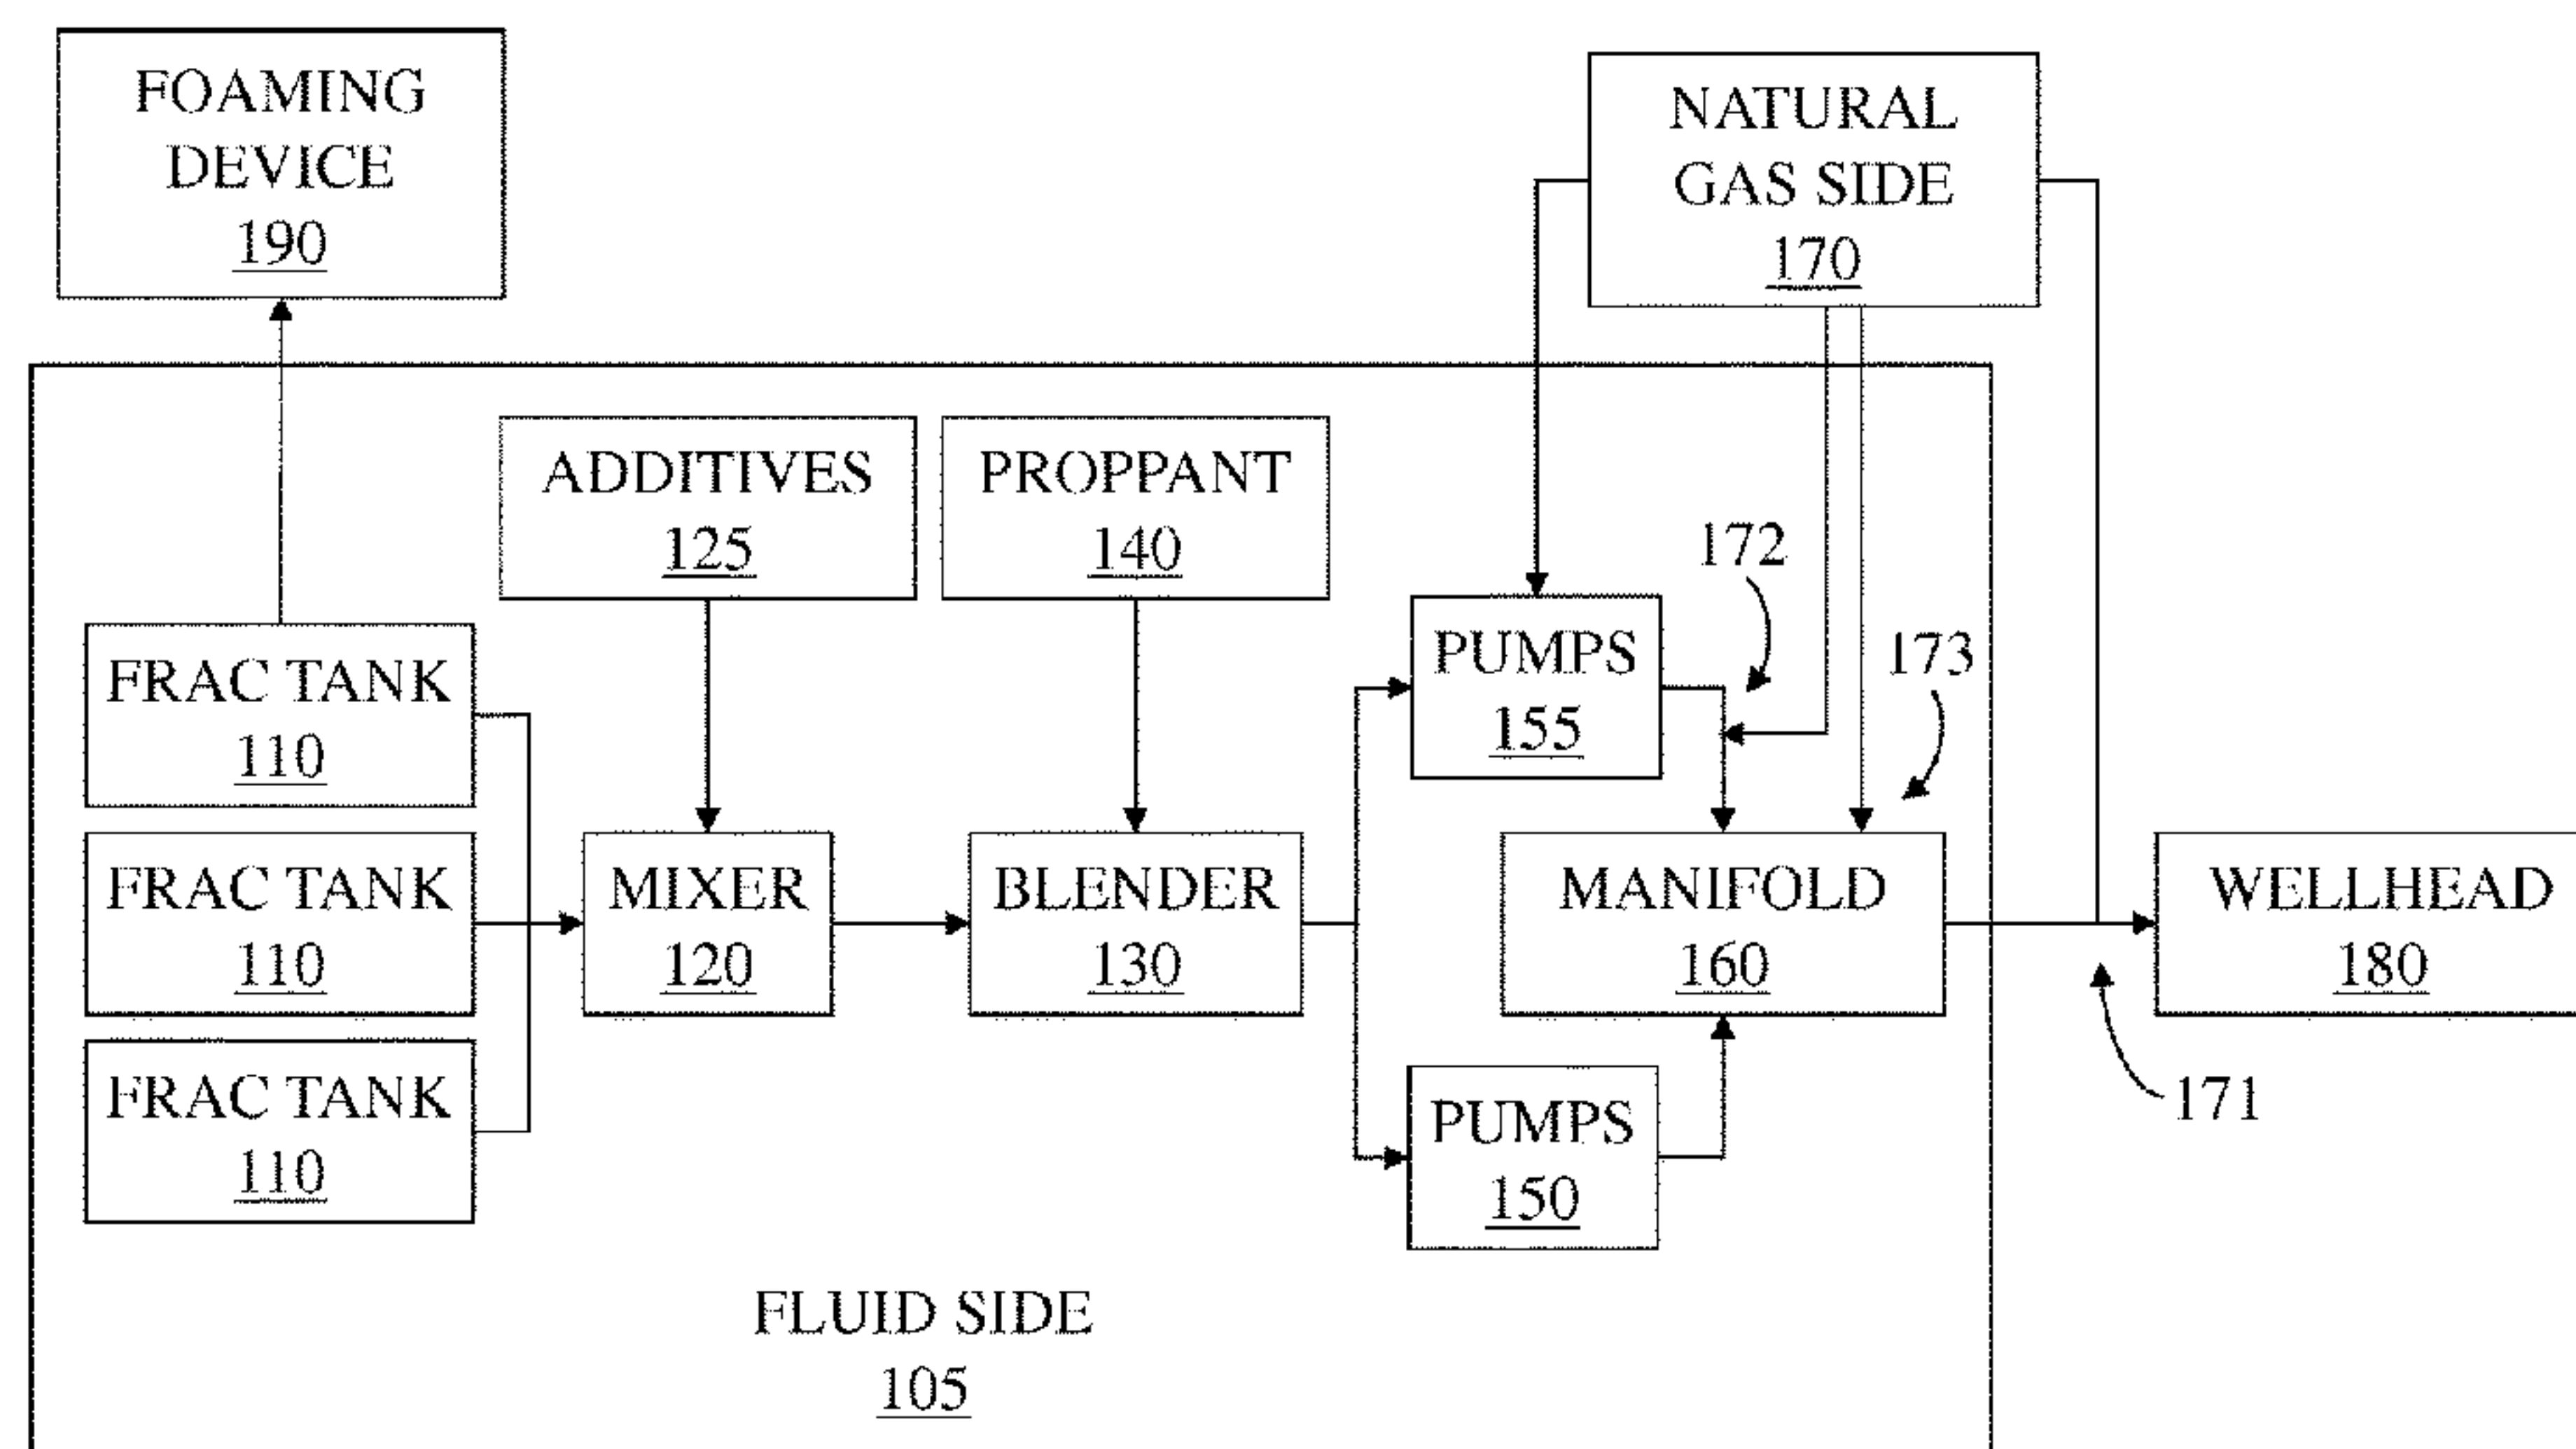 FOAMING
DEVICE
190
NATURAL
GAS SIDE
170
ADDITIVES
125
PROPPANT
140
172
173
FRAC TANK
110
PUMPS
155
FRAC TANK
110
MIXER
120
BLENDER
130
MANIFOLD
160
WELLHEAD
180
FRAC TANK
110
PUMPS
150
171
FLUID SIDE
105